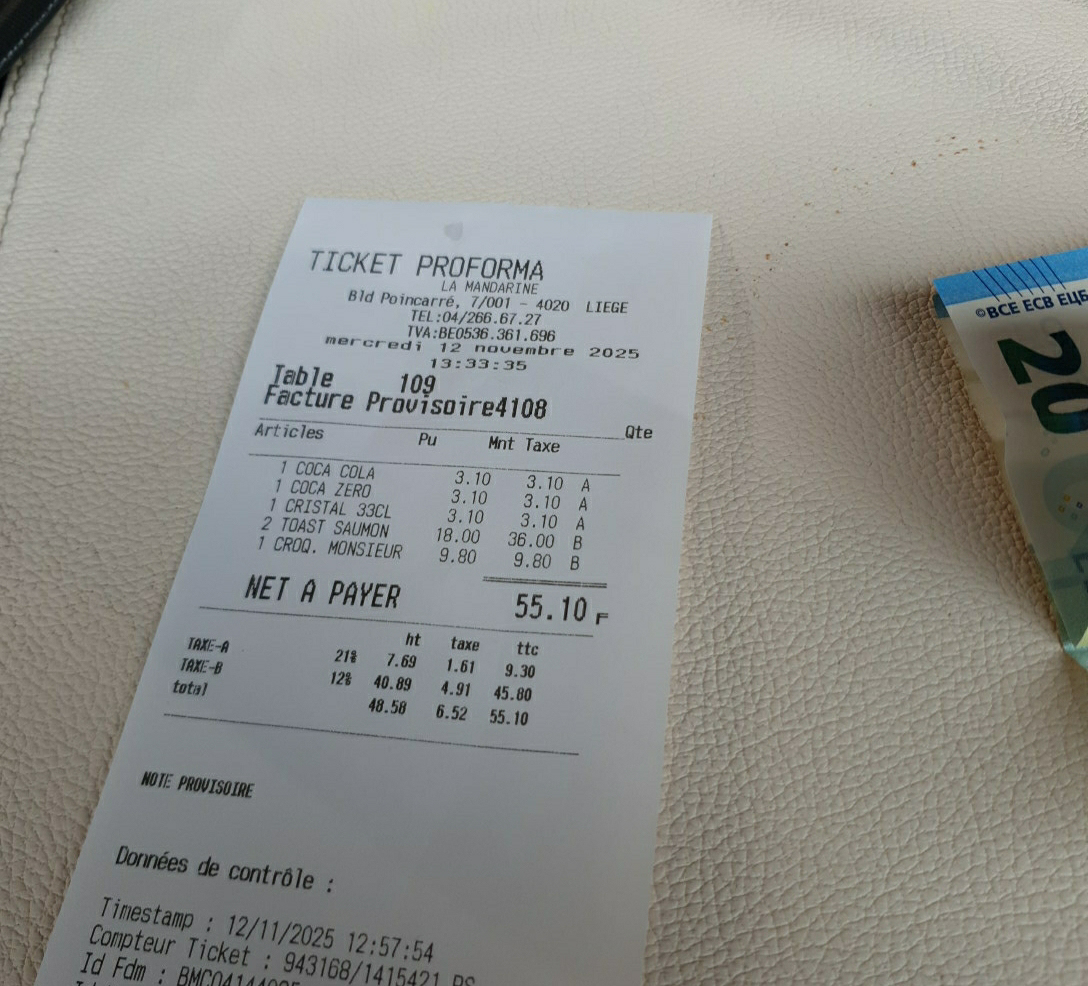 TICKET PROFORMA
LA MANDARINE
Bld Poincarré, 7/001 - 4020 LIEGE
TEL:04/266.67.27
TVA:BE0536.361.696
mercredi 12 novembre 2025
13:33:35
Table 109
Facture Provisoire4108
Qte
Articles Pu Mnt Taxe
1 COCA COLA 3.10 3.10 A
1 COCA ZERO 3.10 3.10 A
1 CRISTAL 33CL 3.10 3.10 A
2 TOAST SAUMON 18.00 36.00 B
1 CROQ. MONSIEUR 9.80 9.80 B
NET A PAYER 55.10 F
ht taxe ttc
TAXE-A 21% 7.69 1.61 9.30
TAXE-B 12% 40.89 4.91 45.80
total 48.58 6.52 55.10
NOTE PROVISOIRE
Données de contrôle :
Timestamp : 12/11/2025 12:57:54
Compteur Ticket : 943168/1415421 PS
Id Fdm :
©BCE ECB ЕЦБ
20